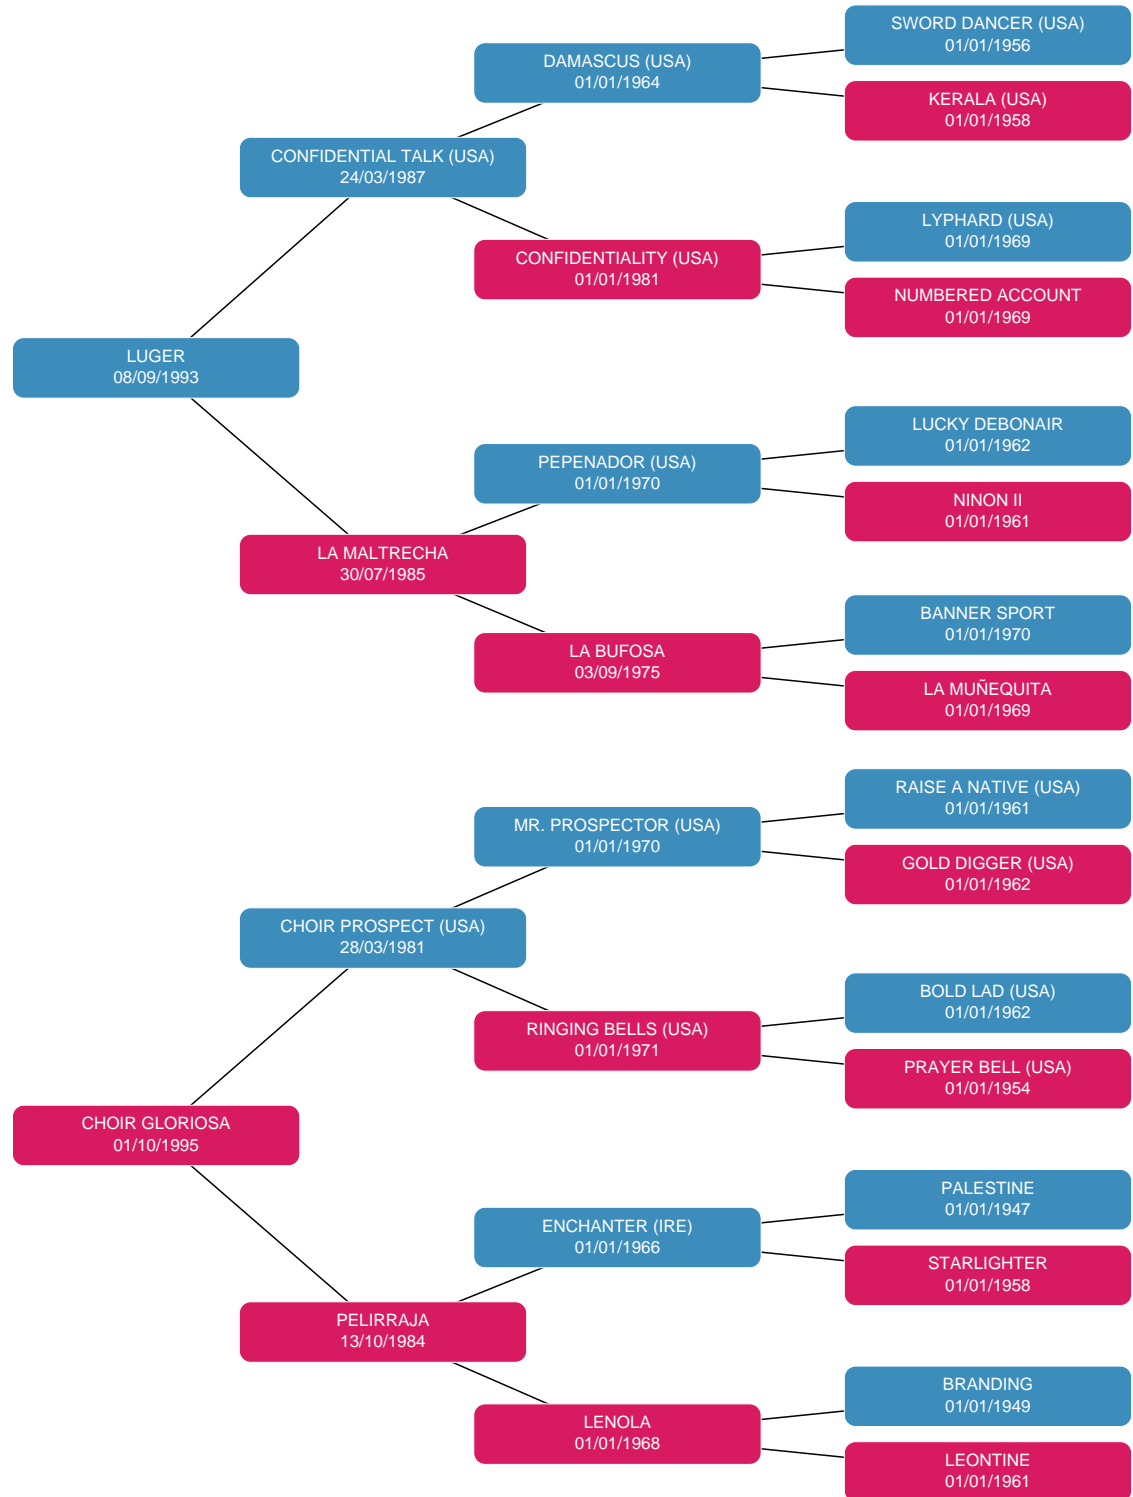 SWORD DANCER (USA)
01/01/1956
DAMASCUS (USA)
01/01/1964
KERALA (USA)
01/01/1958
CONFIDENTIAL TALK (USA)
24/03/1987
LYPHARD (USA)
01/01/1969
CONFIDENTIALITY (USA)
01/01/1981
NUMBERED ACCOUNT
01/01/1969
LUGER
08/09/1993
LUCKY DEBONAIR
01/01/1962
PEPENADOR (USA)
01/01/1970
NINON II
01/01/1961
LA MALTRECHA
30/07/1985
BANNER SPORT
01/01/1970
LA BUFOSA
03/09/1975
LA MUÑEQUITA
01/01/1969
RAISE A NATIVE (USA)
01/01/1961
MR. PROSPECTOR (USA)
01/01/1970
GOLD DIGGER (USA)
01/01/1962
CHOIR PROSPECT (USA)
28/03/1981
BOLD LAD (USA)
01/01/1962
RINGING BELLS (USA)
01/01/1971
PRAYER BELL (USA)
01/01/1954
CHOIR GLORIOSA
01/10/1995
PALESTINE
01/01/1947
ENCHANTER (IRE)
01/01/1966
STARLIGHTER
01/01/1958
PELIRRAJA
13/10/1984
BRANDING
01/01/1949
LENOLA
01/01/1968
LEONTINE
01/01/1961